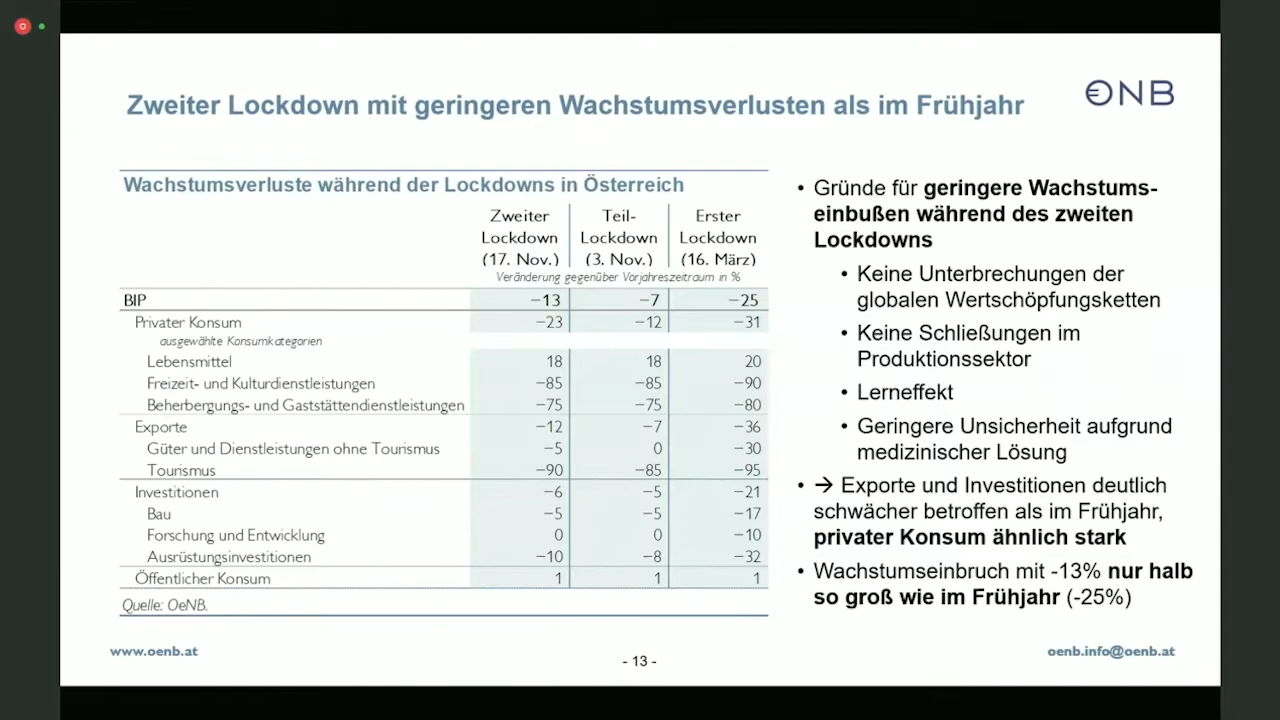 Zweiter Lockdown mit geringeren Wachstumsverlusten als im Frühjahr
ONB
Wachstumsverluste während der Lockdowns in Österreich
Zweiter Lockdown (17. Nov.) Teil-Lockdown (3. Nov.) Erster Lockdown (16. März)
Veränderung gegenüber Vorjahreszeitraum in %
BIP −13 −7 −25
Privater Konsum −23 −12 −31
ausgewählte Konsumkategorien
Lebensmittel 18 18 20
Freizeit- und Kulturdienstleistungen −85 −85 −90
Beherbergungs- und Gaststättendienstleistungen −75 −75 −80
Exporte −12 −7 −36
Güter und Dienstleistungen ohne Tourismus −5 0 −30
Tourismus −90 −85 −95
Investitionen −6 −5 −21
Bau −5 −5 −17
Forschung und Entwicklung 0 0 −10
Ausrüstungsinvestitionen −10 −8 −32
Öffentlicher Konsum 1 1 1
Quelle: OeNB.
• Gründe für geringere Wachstums-
einbußen während des zweiten
Lockdowns
• Keine Unterbrechungen der
globalen Wertschöpfungsketten
• Keine Schließungen im
Produktionssektor
• Lerneffekt
• Geringere Unsicherheit aufgrund
medizinischer Lösung
• → Exporte und Investitionen deutlich
schwächer betroffen als im Frühjahr,
privater Konsum ähnlich stark
• Wachstumseinbruch mit -13% nur halb
so groß wie im Frühjahr (-25%)
www.oenb.at
- 13 -
oenb.info@oenb.at